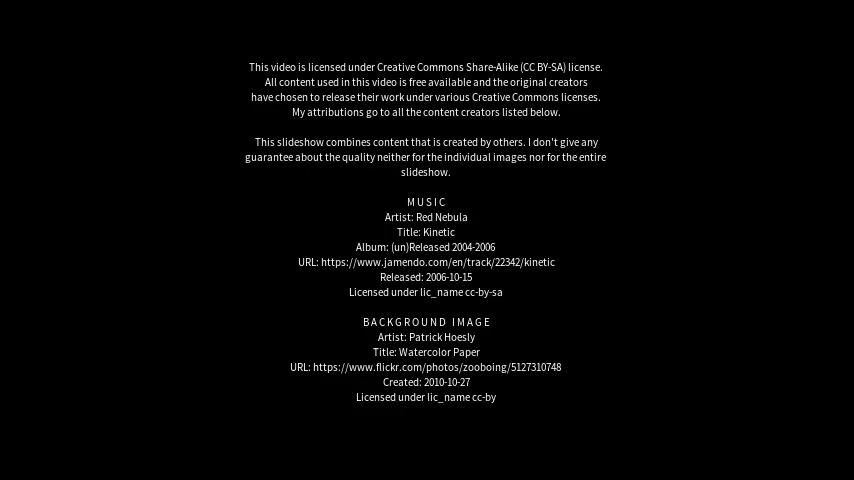 This video is licensed under Creative Commons Share-Alike (CC BY-SA) license.
All content used in this video is free available and the original creators
have chosen to release their work under various Creative Commons licenses.
My attributions go to all the content creators listed below.
This slideshow combines content that is created by others. I don't give any
guarantee about the quality neither for the individual images nor for the entire
slideshow.
MUSIC
Artist: Red Nebula
Title: Kinetic
Album: (un)Released 2004-2006
URL: https://www.jamendo.com/en/track/22342/kinetic
Released: 2006-10-15
Licensed under lic_name cc-by-sa
BACKGROUND IMAGE
Artist: Patrick Hoesly
Title: Watercolor Paper
URL: https://www.flickr.com/photos/zooboing/5127310748
Created: 2010-10-27
Licensed under lic_name cc-by